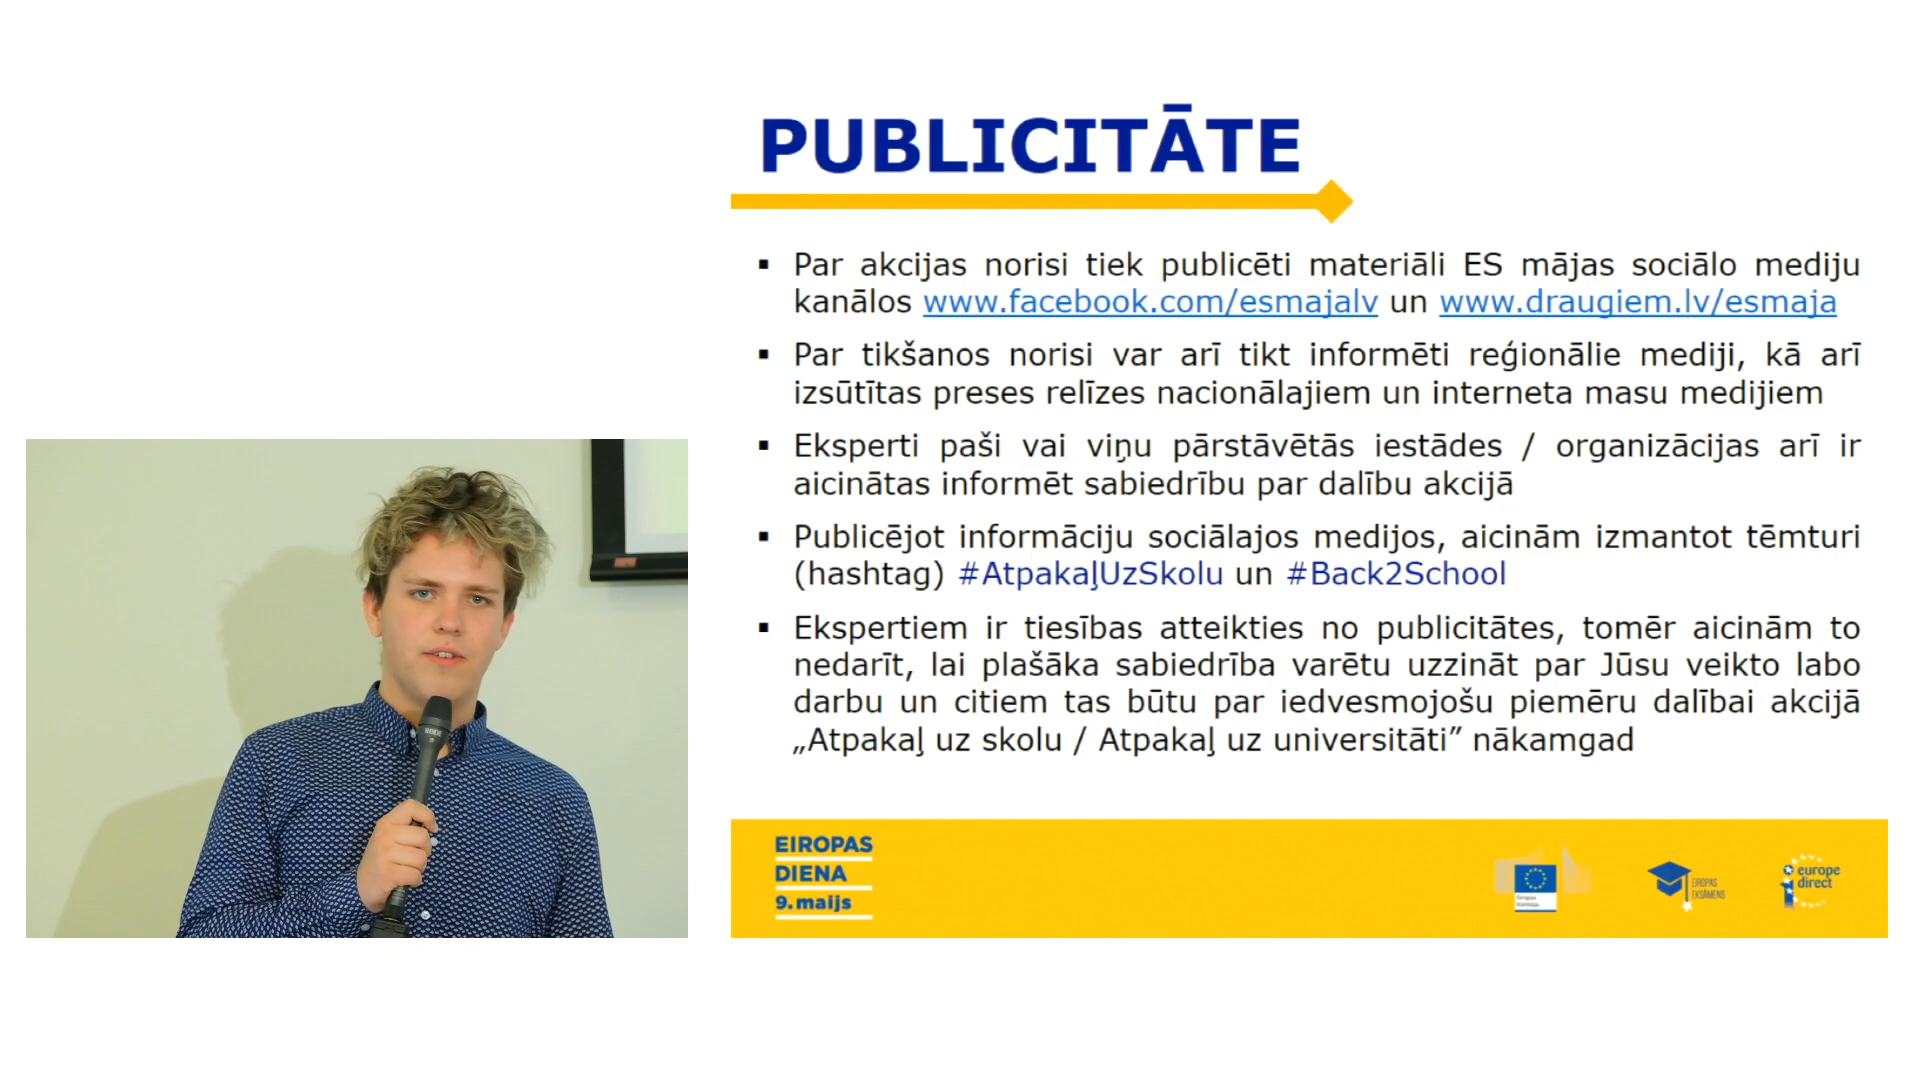 PUBLICITĀTE
▪ Par akcijas norisi tiek publicēti materiāli ES mājas sociālo mediju
kanālos www.facebook.com/esmajalv un www.draugiem.lv/esmaja
▪ Par tikšanos norisi var arī tikt informēti reģionālie mediji, kā arī
izsūtītas preses relīzes nacionālajiem un interneta masu medijiem
▪ Eksperti paši vai viņu pārstāvētās iestādes / organizācijas arī ir
aicinātas informēt sabiedrību par dalību akcijā
▪ Publicējot informāciju sociālajos medijos, aicinām izmantot tēmturi
(hashtag) #AtpakaļUzSkolu un #Back2School
▪ Ekspertiem ir tiesības atteikties no publicitātes, tomēr aicinām to
nedarīt, lai plašāka sabiedrība varētu uzzināt par Jūsu veikto labo
darbu un citiem tas būtu par iedvesmojošu piemēru dalībai akcijā
„Atpakaļ uz skolu / Atpakaļ uz universitāti” nākamgad
EIROPAS
DIENA
9.maijs
Eiropas
Komisija
EIROPAS
EKSĀMENS
europe
direct
RØDE